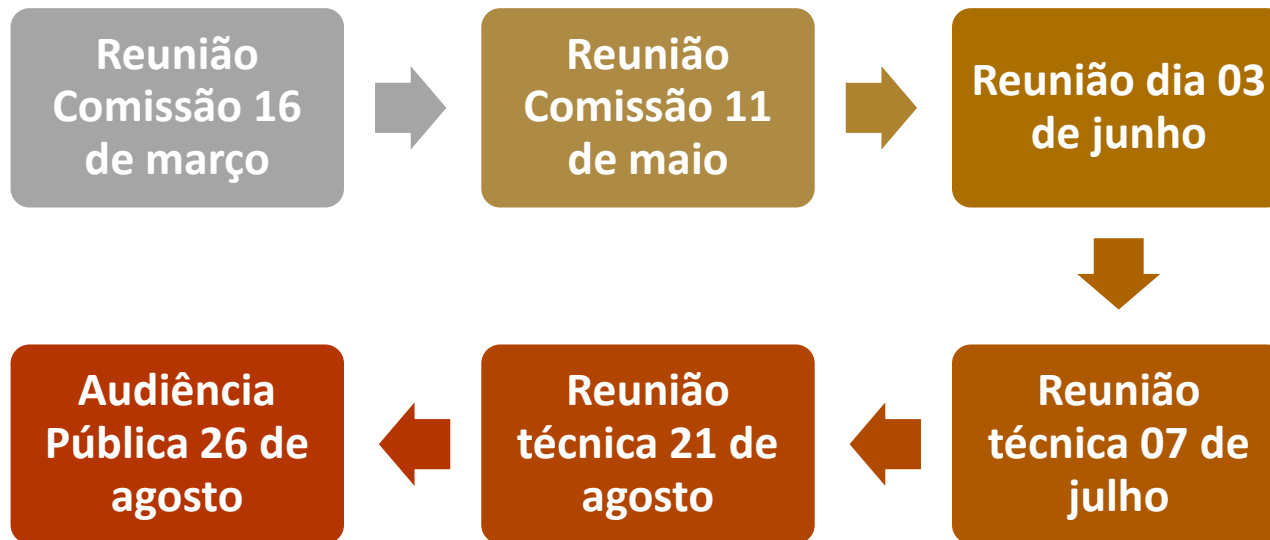 Reunião
Comissão 16
de março
Reunião
Comissão 11
de maio
Reunião dia 03
de junho
Reunião
técnica 07 de
julho
Reunião
técnica 21 de
agosto
Audiência
Pública 26 de
agosto